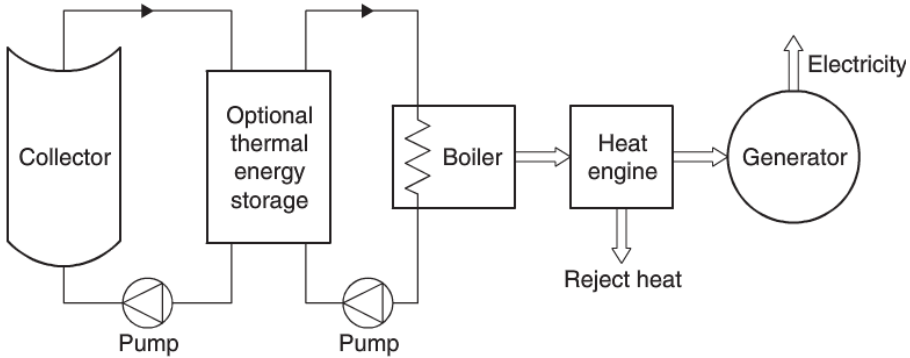 Collector
Optional
thermal
energy
storage
Boiler
Heat
engine
Generator
Electricity
Reject heat
Pump
Pump